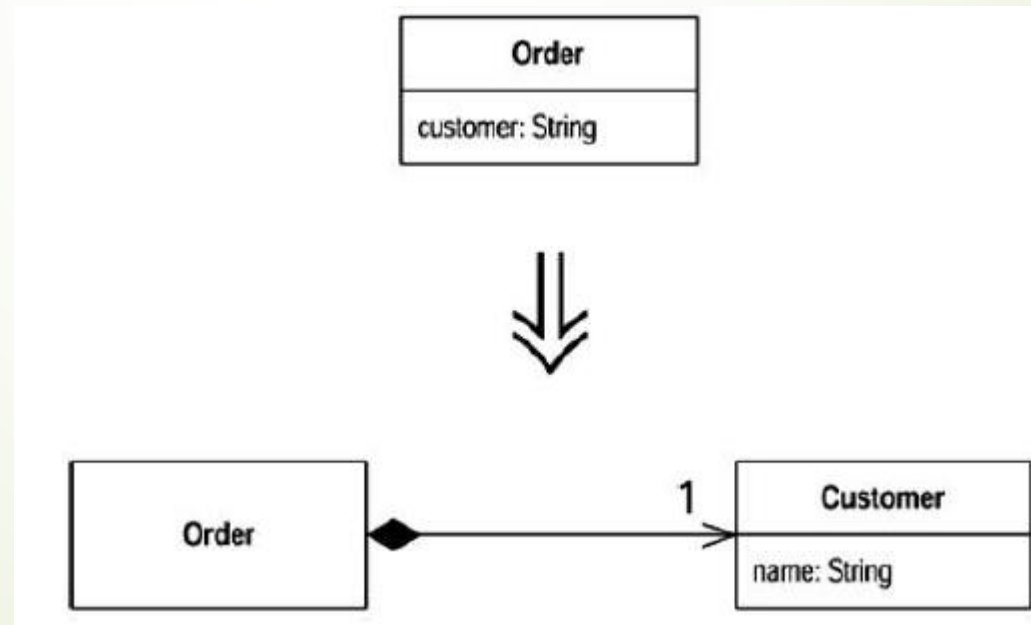 Order
customer: String
1
Order
Customer
name: String